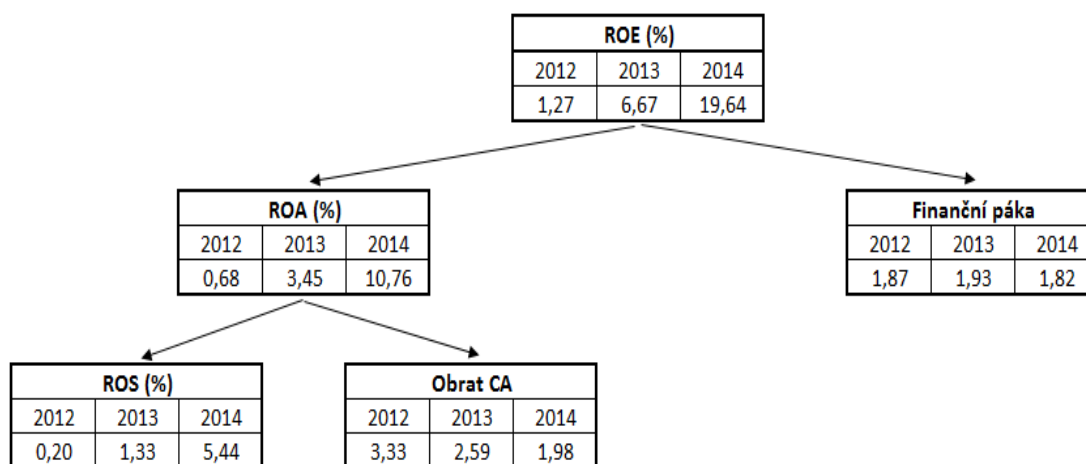 ROE (%)
2012 2013 2014
1,27 6,67 19,64
ROA (%)
2012 2013 2014
0,68 3,45 10,76
Finanční páka
2012 2013 2014
1,87 1,93 1,82
ROS (%)
2012 2013 2014
0,20 1,33 5,44
Obrat CA
2012 2013 2014
3,33 2,59 1,98